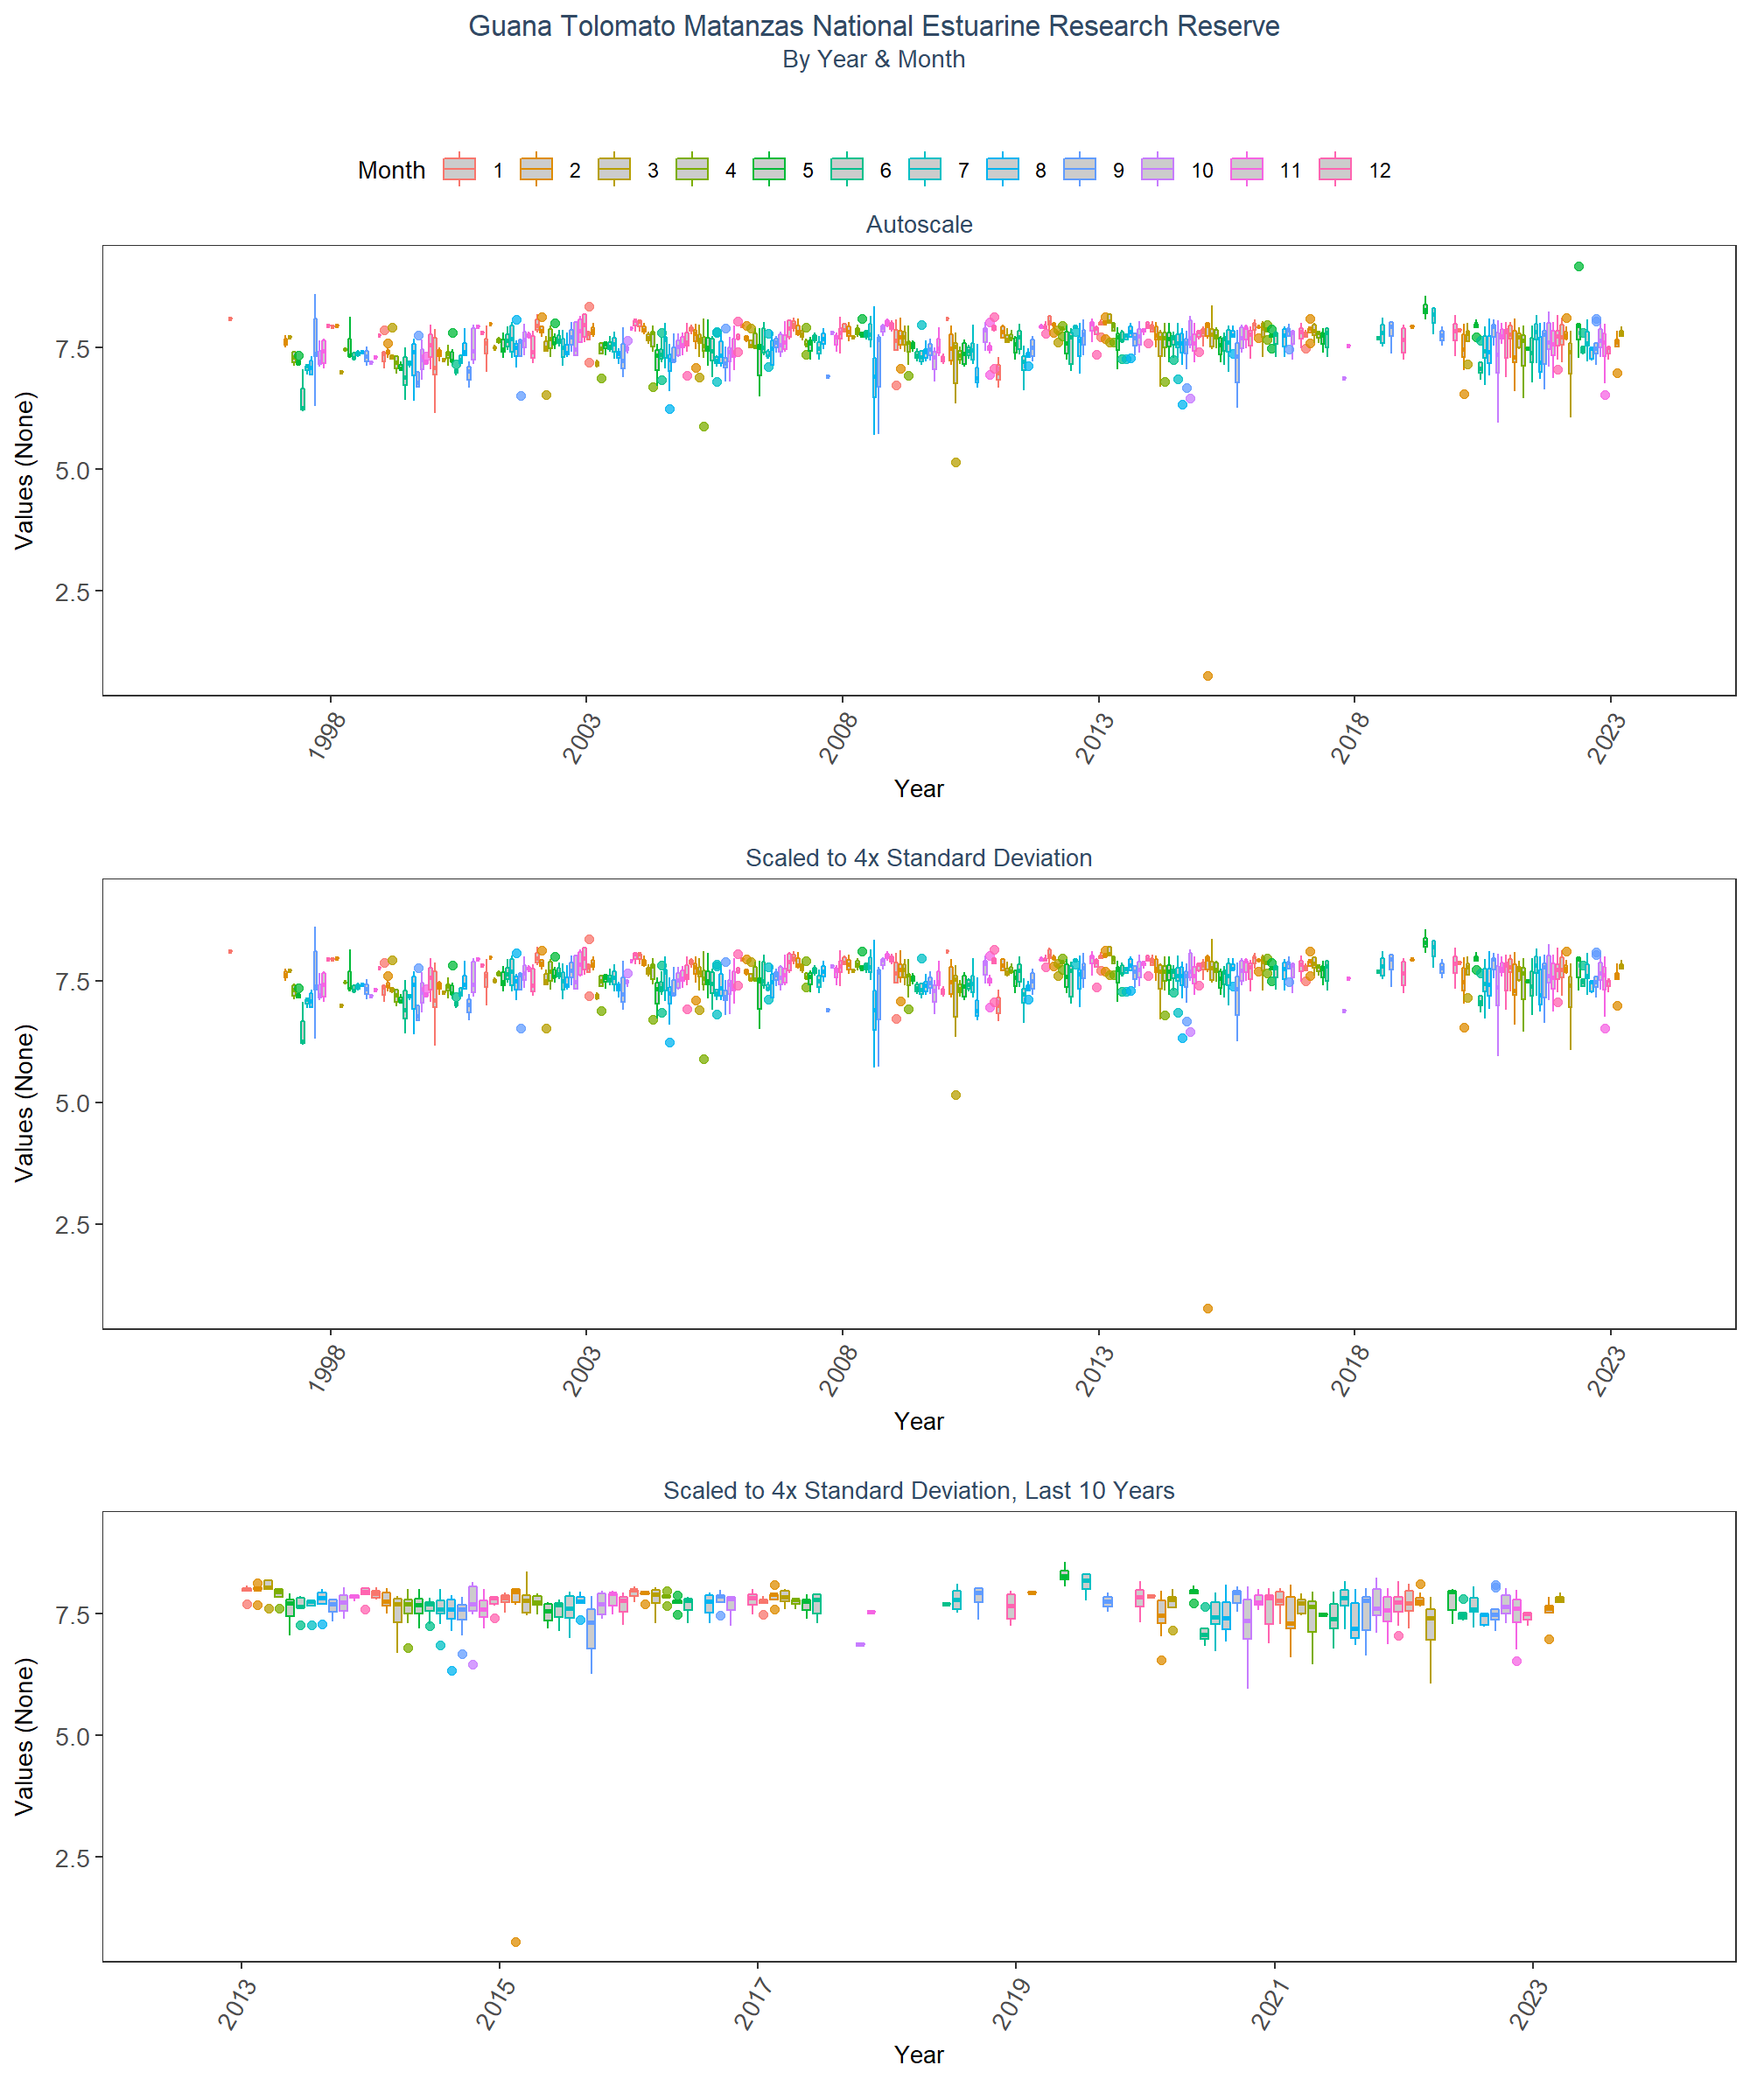 Guana Tolomato Matanzas National Estuarine Research Reserve
By Year & Month
Month 1 2 3 4 5 6 7 8 9 10 11 12
Autoscale
Values (None)
7.5
5.0
2.5
1998 2003 2008 2013 2018 2023
Year
Scaled to 4x Standard Deviation
Values (None)
7.5
5.0
2.5
1998 2003 2008 2013 2018 2023
Year
Scaled to 4x Standard Deviation, Last 10 Years
Values (None)
7.5
5.0
2.5
2013 2015 2017 2019 2021 2023
Year